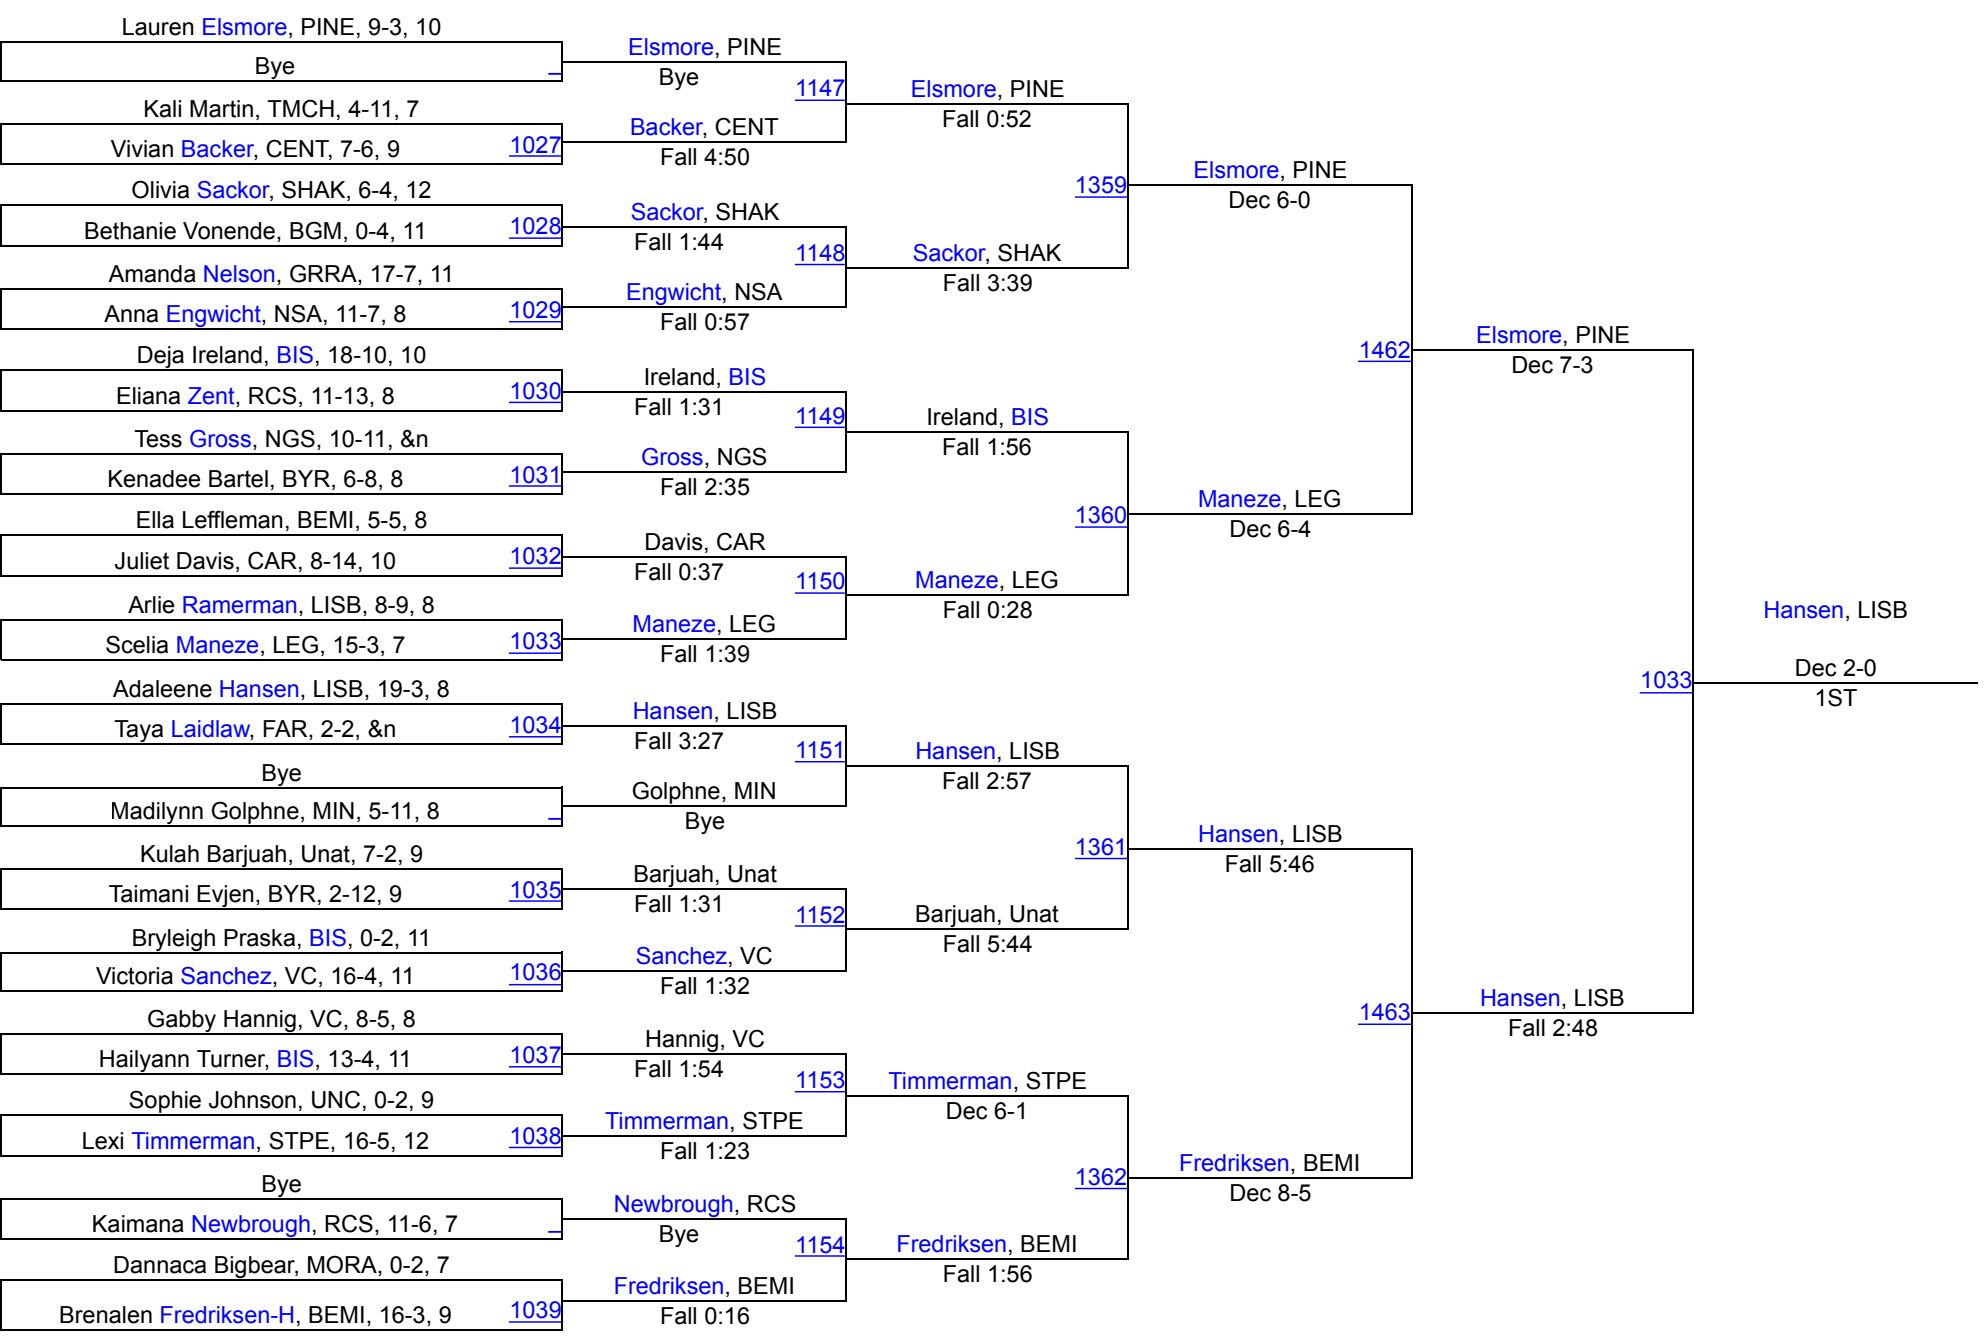 Lauren Elsmore, PINE, 9-3, 10
Bye
Kali Martin, TMCH, 4-11, 7
Vivian Backer, CENT, 7-6, 9
1027
Olivia Sackor, SHAK, 6-4, 12
Bethanie Vonende, BGM, 0-4, 11
1028
Amanda Nelson, GRRA, 17-7, 11
Anna Engwicht, NSA, 11-7, 8
1029
Deja Ireland, BIS, 18-10, 10
Eliana Zent, RCS, 11-13, 8
1030
Tess Gross, NGS, 10-11, &n
Kenadee Bartel, BYR, 6-8, 8
1031
Ella Leffleman, BEMI, 5-5, 8
Juliet Davis, CAR, 8-14, 10
1032
Arlie Ramerman, LISB, 8-9, 8
Scelia Maneze, LEG, 15-3, 7
1033
Adaleene Hansen, LISB, 19-3, 8
Taya Laidlaw, FAR, 2-2, &n
1034
Bye
Madilynn Golphne, MIN, 5-11, 8
Kulah Barjuah, Unat, 7-2, 9
Taimani Evjen, BYR, 2-12, 9
1035
Bryleigh Praska, BIS, 0-2, 11
Victoria Sanchez, VC, 16-4, 11
1036
Gabby Hannig, VC, 8-5, 8
Hailyann Turner, BIS, 13-4, 11
1037
Sophie Johnson, UNC, 0-2, 9
Lexi Timmerman, STPE, 16-5, 12
1038
Bye
Kaimana Newbrough, RCS, 11-6, 7
Dannaca Bigbear, MORA, 0-2, 7
Brenalen Fredriksen-H, BEMI, 16-3, 9
1039
Elsmore, PINE
Bye
1147
Backer, CENT
Fall 4:50
Sackor, SHAK
Fall 1:44
1148
Engwicht, NSA
Fall 0:57
Ireland, BIS
Fall 1:31
1149
Gross, NGS
Fall 2:35
Davis, CAR
Fall 0:37
1150
Maneze, LEG
Fall 1:39
Hansen, LISB
Fall 3:27
1151
Golphne, MIN
Bye
Barjuah, Unat
Fall 1:31
1152
Sanchez, VC
Fall 1:32
Hannig, VC
Fall 1:54
1153
Timmerman, STPE
Fall 1:23
Newbrough, RCS
Bye
1154
Fredriksen, BEMI
Fall 0:16
Elsmore, PINE
Fall 0:52
1359
Sackor, SHAK
Fall 3:39
Ireland, BIS
Fall 1:56
1360
Maneze, LEG
Fall 0:28
Hansen, LISB
Fall 2:57
1361
Barjuah, Unat
Fall 5:44
Timmerman, STPE
Dec 6-1
1362
Fredriksen, BEMI
Fall 1:56
Elsmore, PINE
Dec 6-0
1462
Maneze, LEG
Dec 6-4
Hansen, LISB
Fall 5:46
1463
Fredriksen, BEMI
Dec 8-5
Elsmore, PINE
Dec 7-3
1033
Hansen, LISB
Fall 2:48
Hansen, LISB
Dec 2-0
1ST